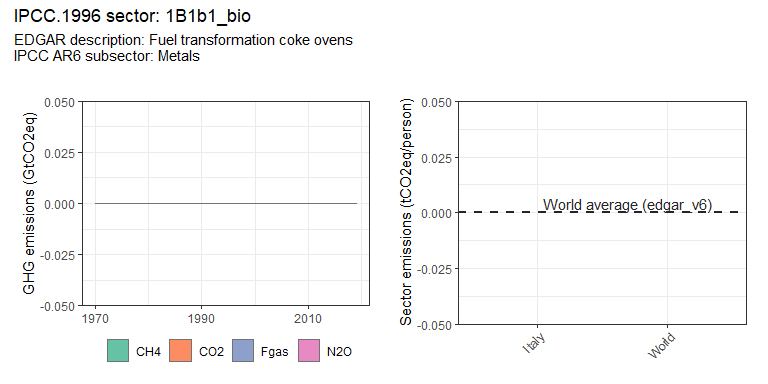 IPCC.1996 sector: 1B1b1_bio
EDGAR description: Fuel transformation coke ovens
IPCC AR6 subsector: Metals
GHG emissions (GtCO2eq)
0.050
0.025
0.000
-0.025
-0.050
1970
1990
2010
CH4
CO2
Fgas
N2O
Sector emissions (tCO2eq/person)
0.050
0.025
0.000
-0.025
-0.050
World average (edgar_v6)
Italy
World